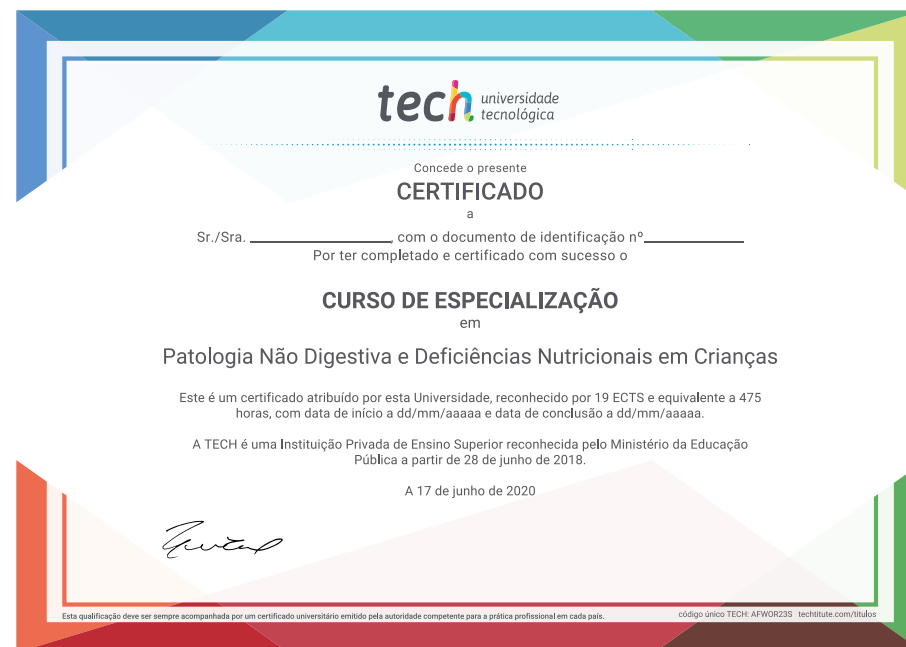 tech universidade
tecnológica
Concede o presente
CERTIFICADO
a
Sr./Sra. ________________, com o documento de identificação nº____________
Por ter completado e certificado com sucesso o
CURSO DE ESPECIALIZAÇÃO
em
Patologia Não Digestiva e Deficiências Nutricionais em Crianças
Este é um certificado atribuído por esta Universidade, reconhecido por 19 ECTS e equivalente a 475
horas, com data de início a dd/mm/aaaaa e data de conclusão a dd/mm/aaaaa.
A TECH é uma Instituição Privada de Ensino Superior reconhecida pelo Ministério da Educação
Pública a partir de 28 de junho de 2018.
A 17 de junho de 2020
Esta qualificação deve ser sempre acompanhada por um certificado universitário emitido pela autoridade competente para a prática profissional em cada país.
código único TECH: AFWOR23S techtitute.com/titulos